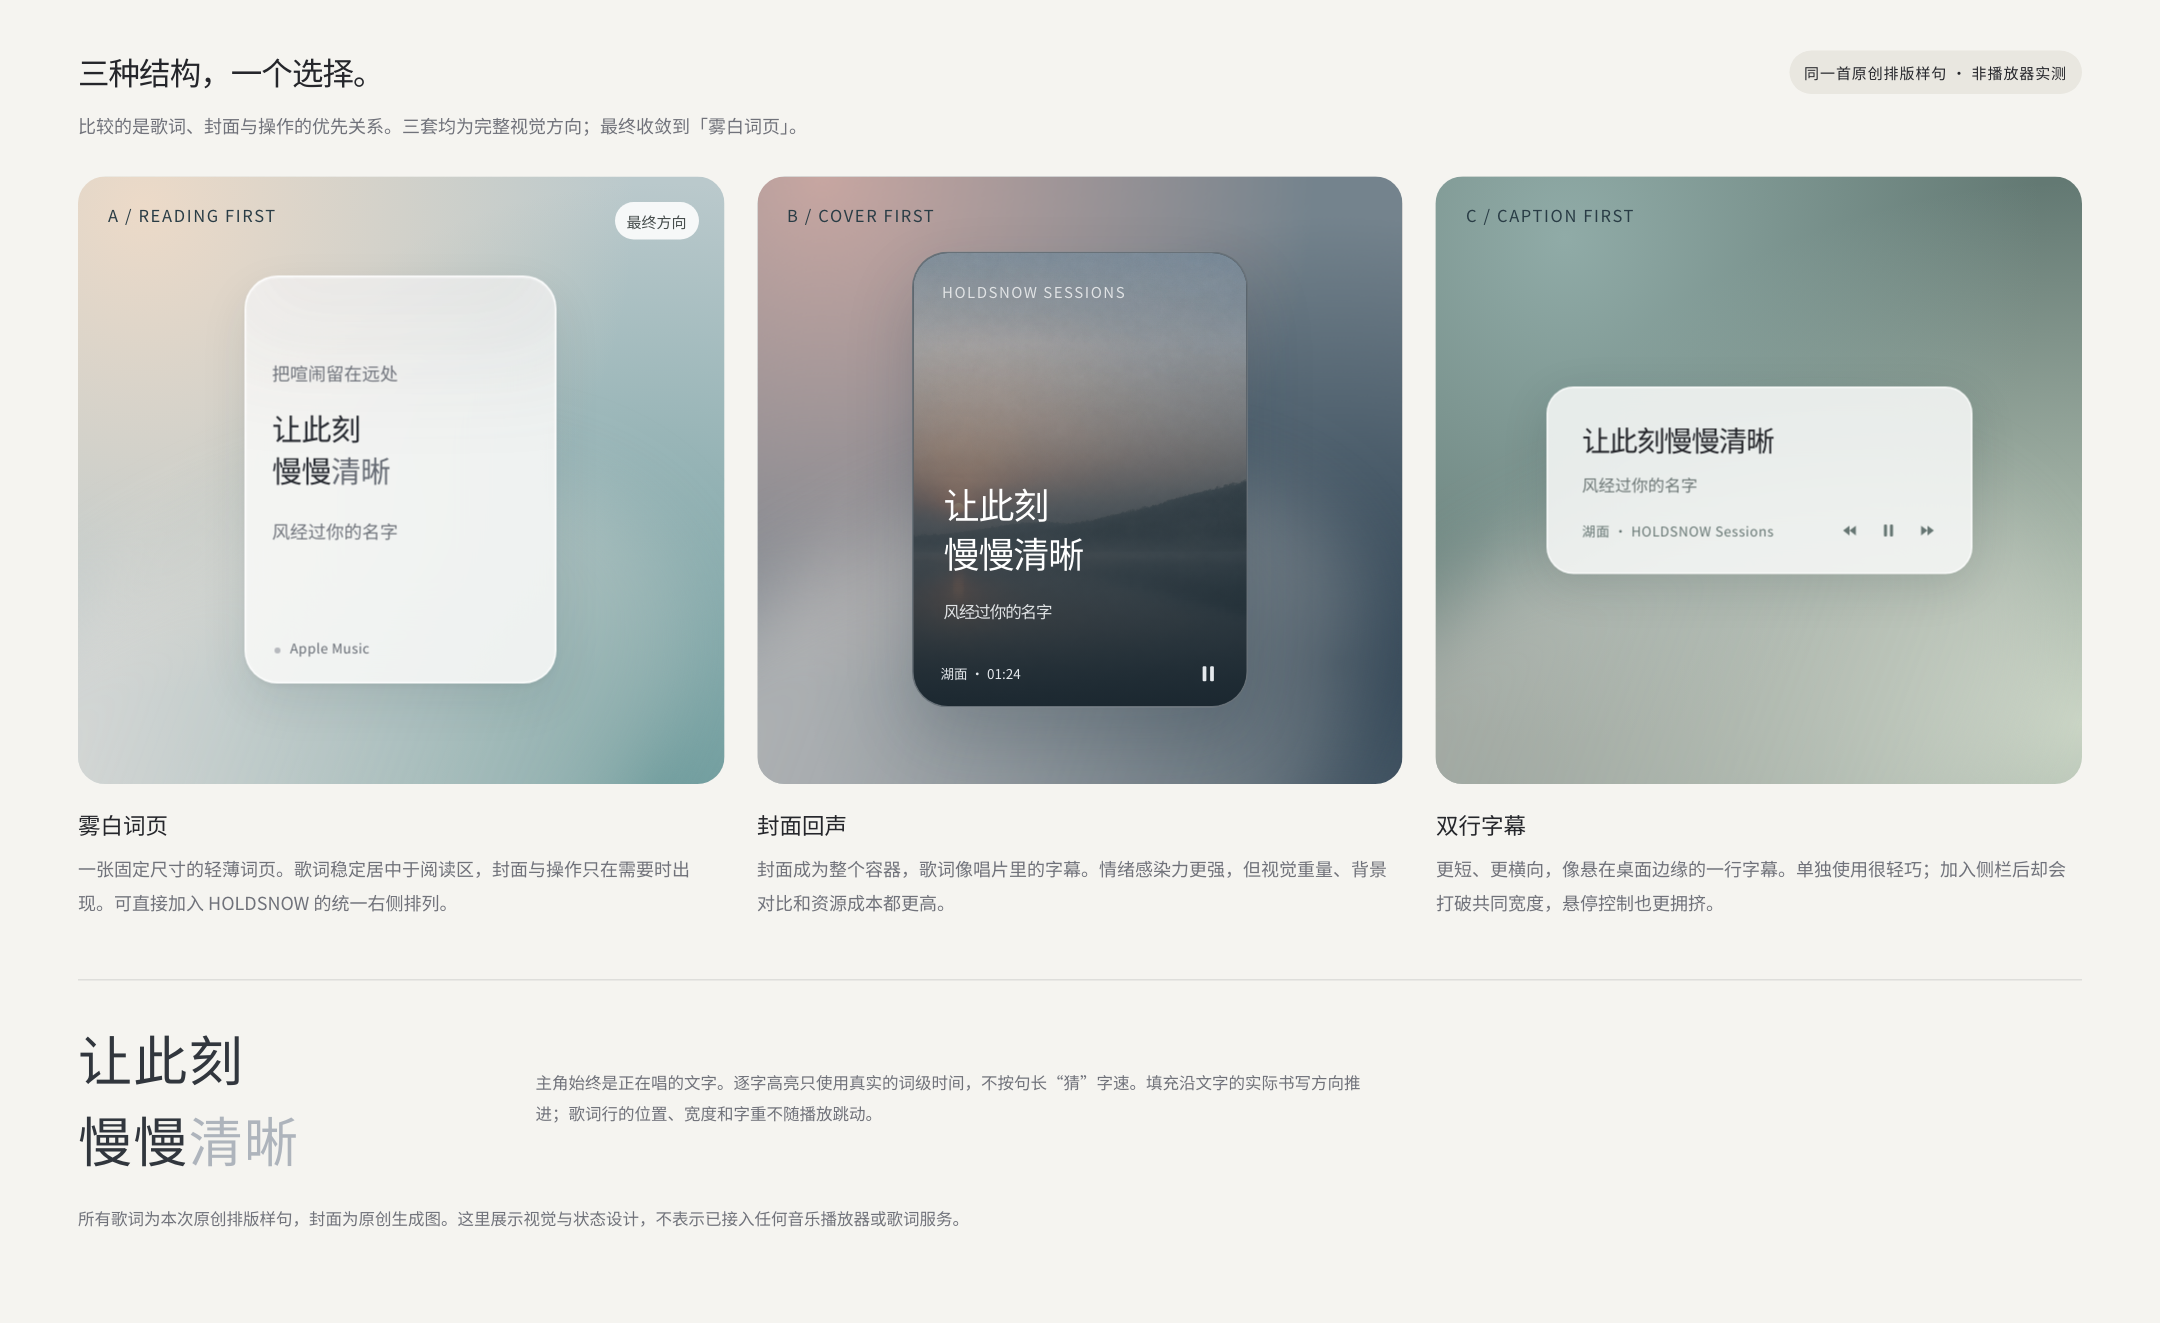 三种结构，一个选择。
同一首原创排版样句 · 非播放器实测
比较的是歌词、封面与操作的优先关系。三套均为完整视觉方向；最终收敛到「雾白词页」。
A / READING FIRST
最终方向
把喧闹留在远处
让此刻
慢慢清晰
风经过你的名字
Apple Music
B / COVER FIRST
HOLDSNOW SESSIONS
让此刻
慢慢清晰
风经过你的名字
湖面 · 01:24
C / CAPTION FIRST
让此刻慢慢清晰
风经过你的名字
湖面 · HOLDSNOW Sessions
雾白词页
一张固定尺寸的轻薄词页。歌词稳定居中于阅读区，封面与操作只在需要时出
现。可直接加入 HOLDSNOW 的统一右侧排列。
封面回声
封面成为整个容器，歌词像唱片里的字幕。情绪感染力更强，但视觉重量、背景
对比和资源成本都更高。
双行字幕
更短、更横向，像悬在桌面边缘的一行字幕。单独使用很轻巧；加入侧栏后却会
打破共同宽度，悬停控制也更拥挤。
让此刻
慢慢清晰
主角始终是正在唱的文字。逐字高亮只使用真实的词级时间，不按句长“猜”字速。填充沿文字的实际书写方向推
进；歌词行的位置、宽度和字重不随播放跳动。
所有歌词为本次原创排版样句，封面为原创生成图。这里展示视觉与状态设计，不表示已接入任何音乐播放器或歌词服务。